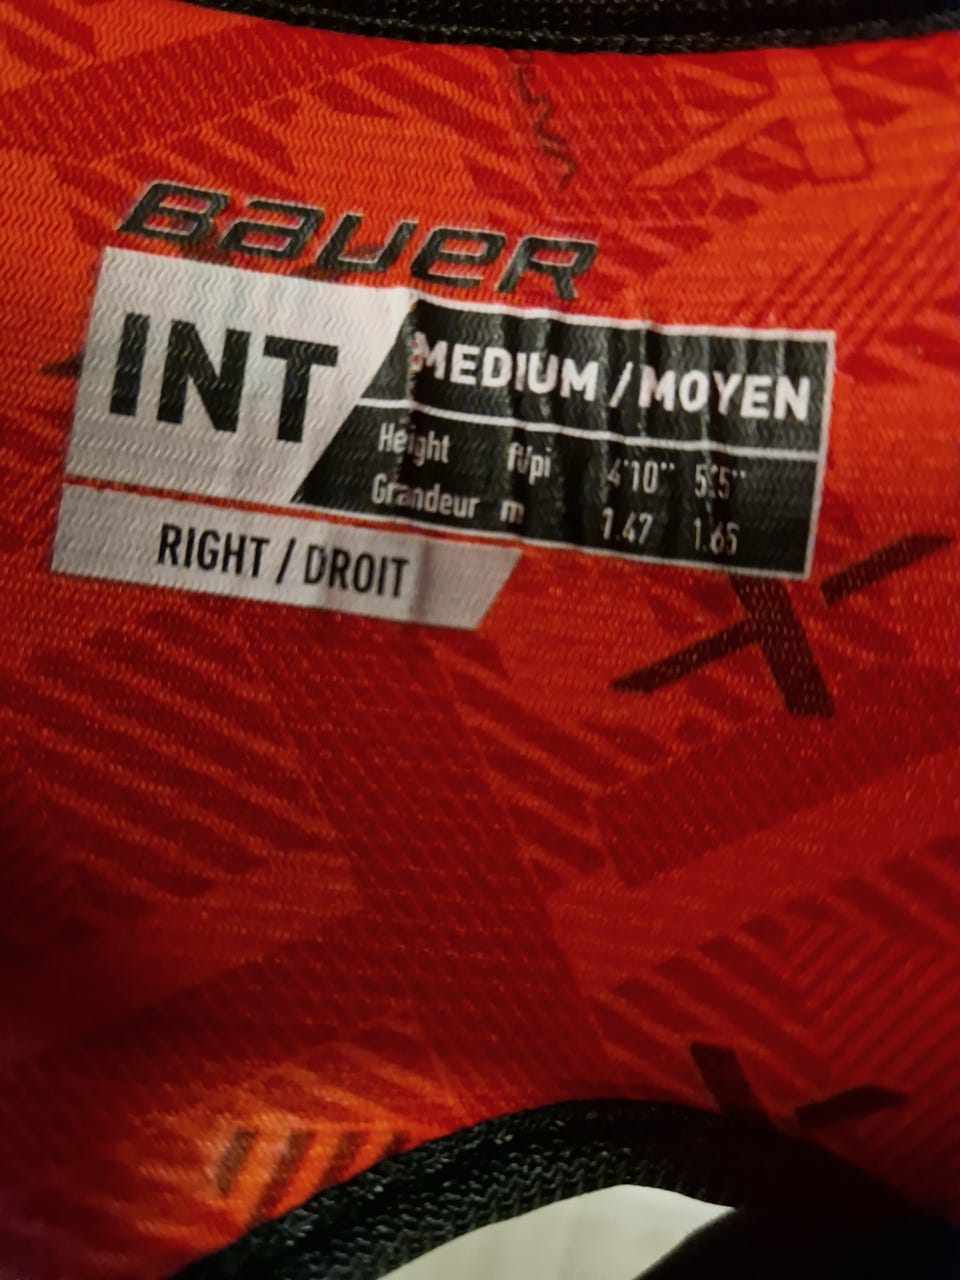 BAUER
INT
MEDIUM / MOYEN
Height ft/pi 4'10" 5'5"
Grandeur m 1.47 1.65
RIGHT / DROIT